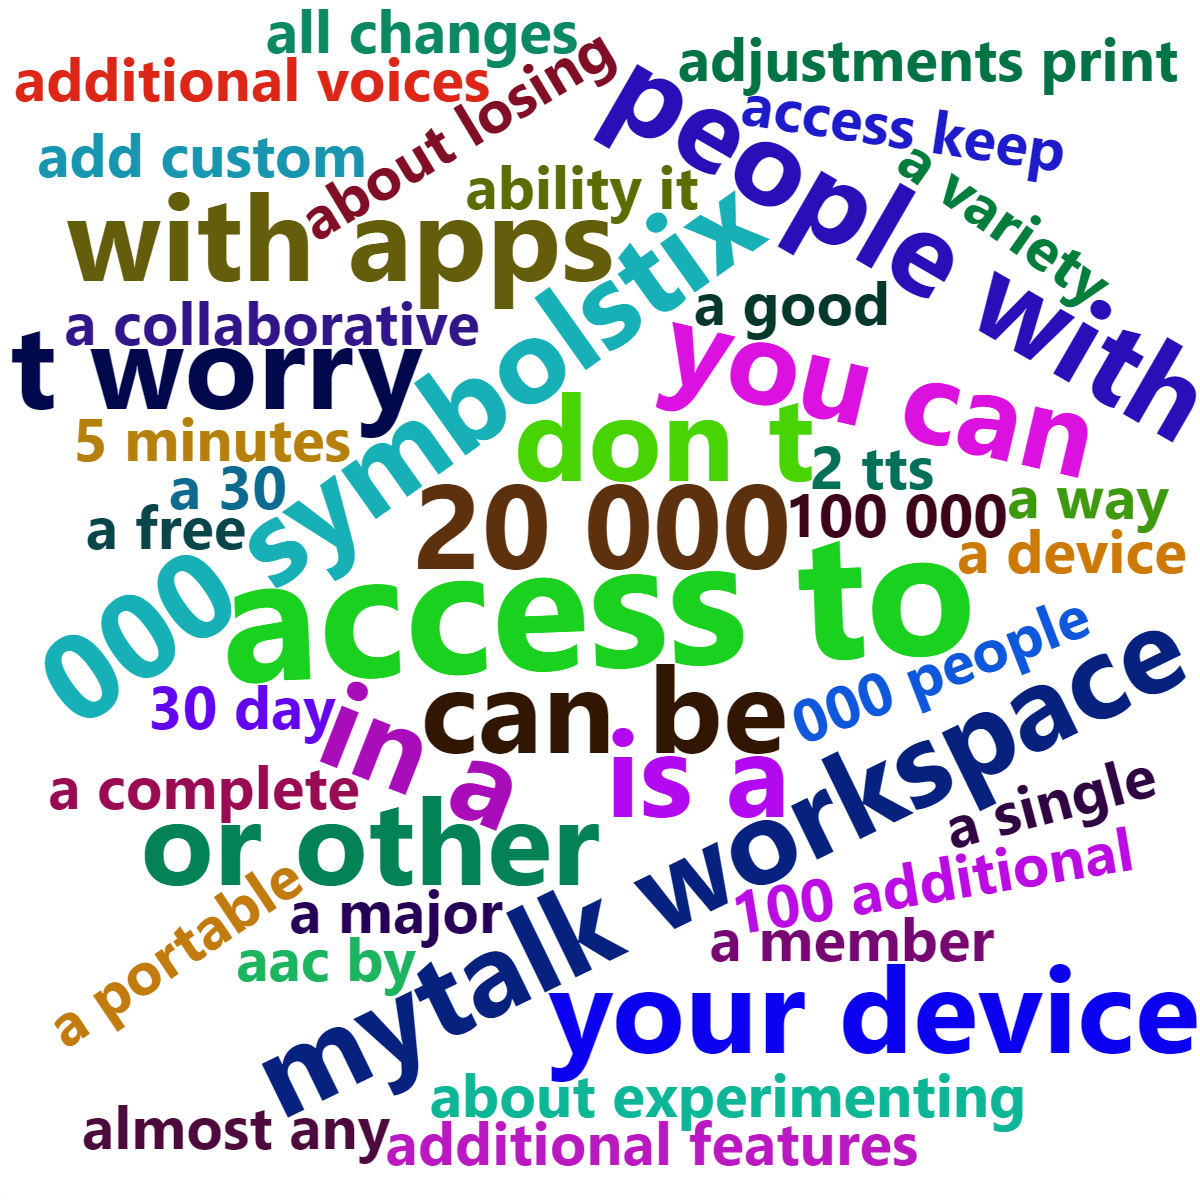 all changes
adjustments print
additional voices
about losing
people with
access keep
add custom
a variety
ability it
with apps
000 symbolstix
a good
a collaborative
t worry
you can
don t
5 minutes
2 tts
a 30
20 000
100 000
a way
a free
a device
access to
000 people
30 day
in a
can be
is a
mytalk workspace
a complete
a single
or other
100 additional
a portable
a major
a member
aac by
your device
about experimenting
almost any
additional features